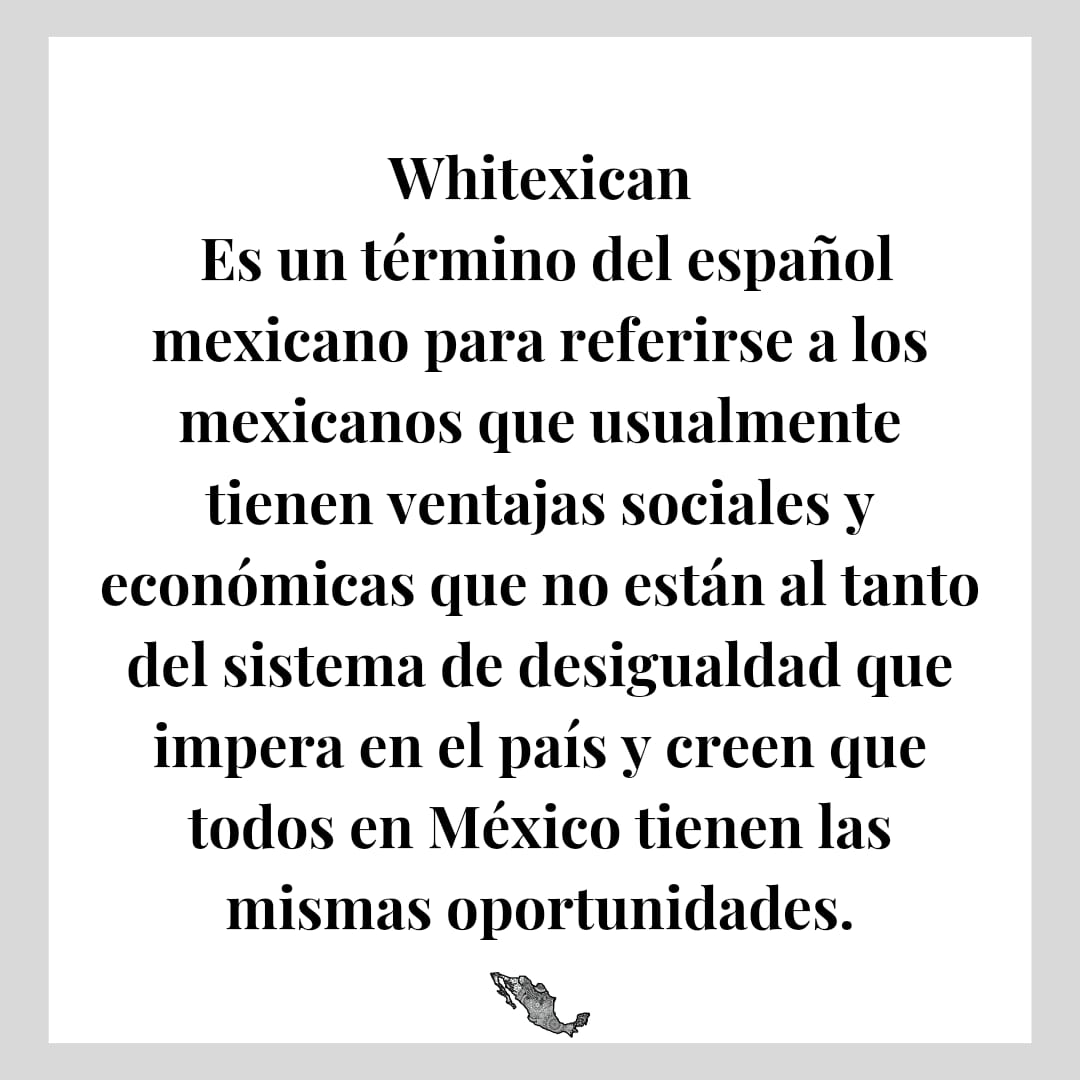 Whitexican
Es un término del español
mexicano para referirse a los
mexicanos que usualmente
tienen ventajas sociales y
económicas que no están al tanto
del sistema de desigualdad que
impera en el país y creen que
todos en México tienen las
mismas oportunidades.